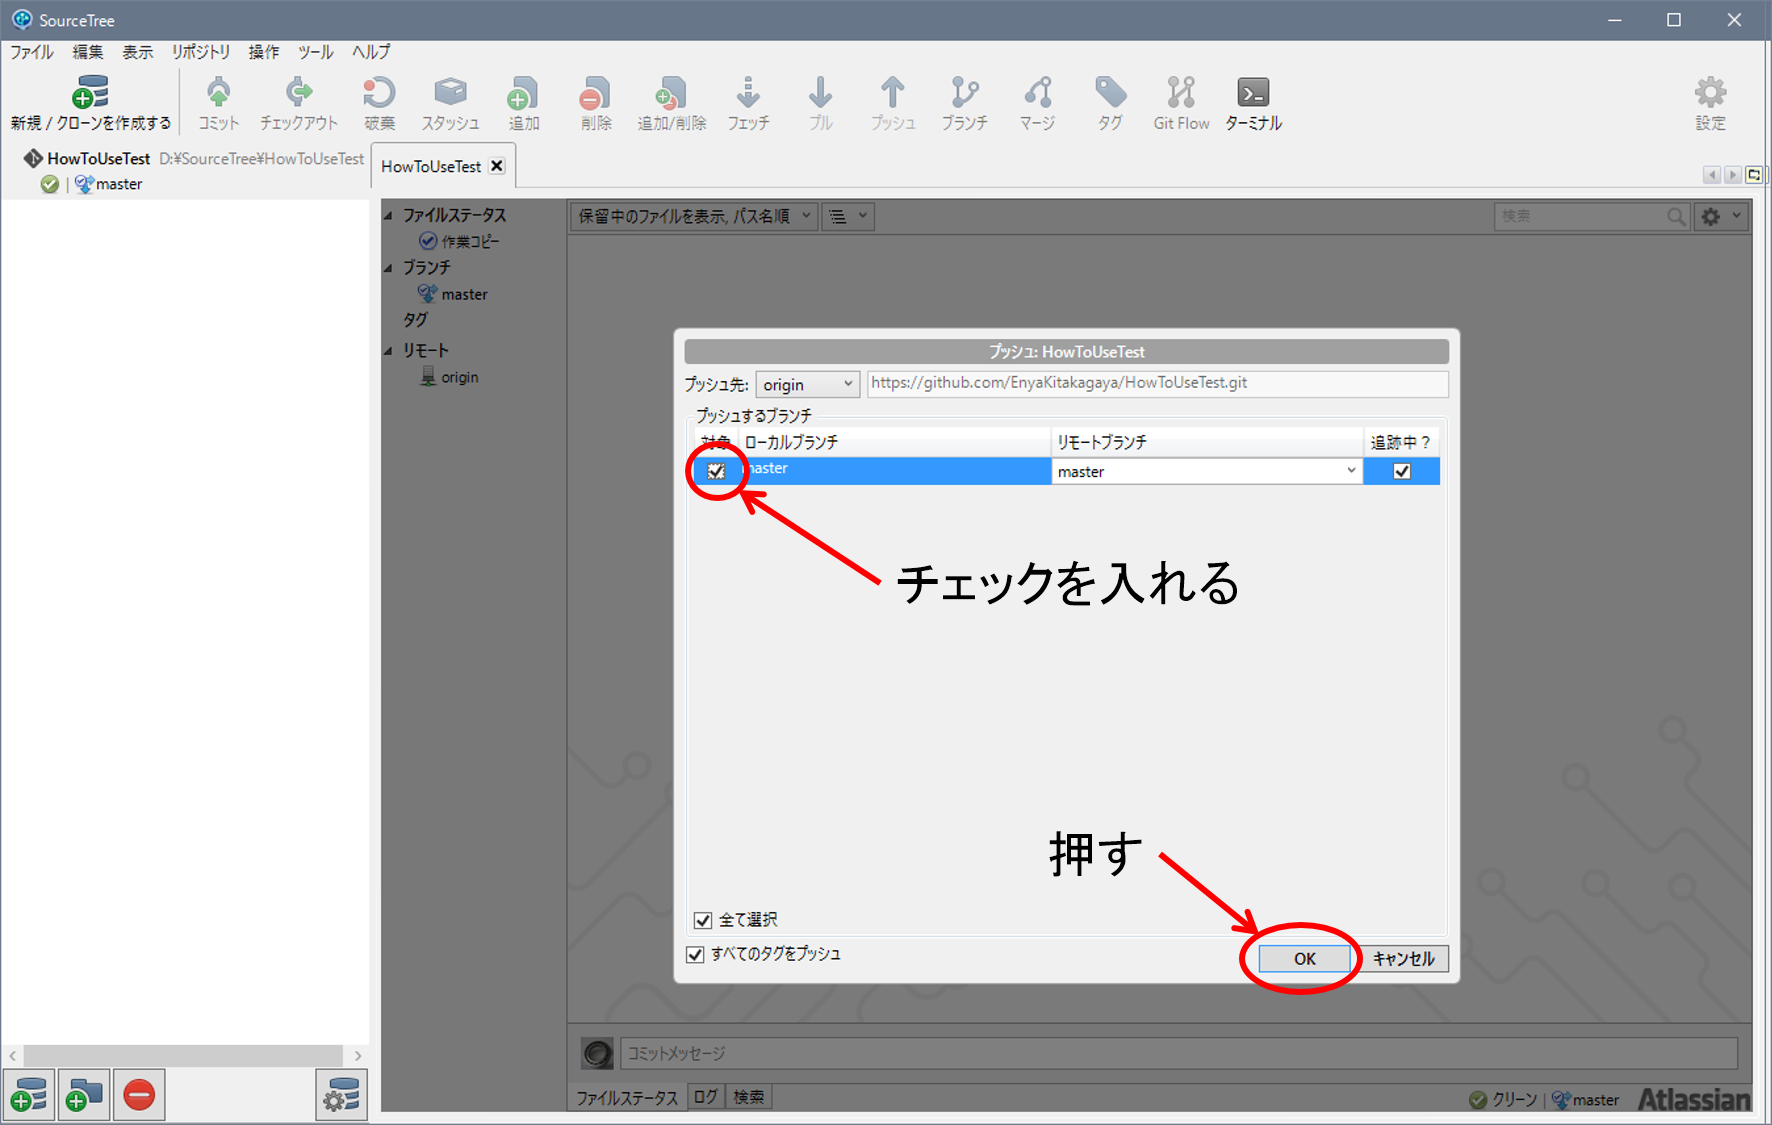 SourceTree
ファイル 編集 表示 リポジトリ 操作 ツール ヘルプ
新規 / クローンを作成する コミット チェックアウト 破棄 スタッシュ 追加 削除 追加/削除 フェッチ プル プッシュ ブランチ マージ タグ Git Flow ターミナル 設定
HowToUseTest D:¥SourceTree¥HowToUseTest
master
HowToUseTest
ファイルステータス
作業コピー
ブランチ
master
タグ
リモート
origin
保留中のファイルを表示, パス名順
検索
プッシュ: HowToUseTest
プッシュ先: origin https://github.com/EnyaKitakagaya/HowToUseTest.git
プッシュするブランチ
対象 ローカルブランチ リモートブランチ 追跡中？
master master
チェックを入れる
押す
全て選択
すべてのタグをプッシュ
OK キャンセル
コミットメッセージ
ファイルステータス ログ 検索
クリーン | master Atlassian